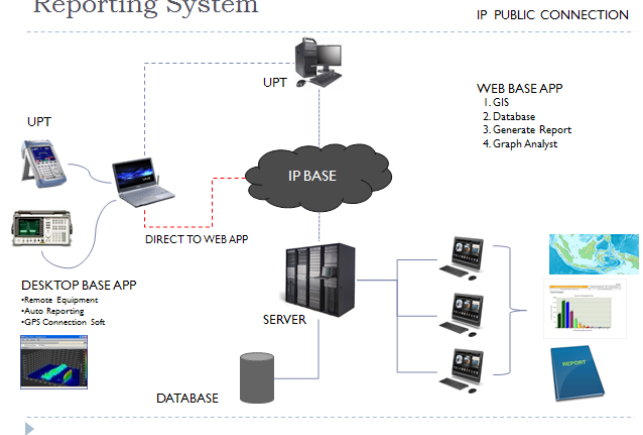 Reporting System
IP PUBLIC CONNECTION
UPT
WEB BASE APP
1. GIS
2. Database
3. Generate Report
4. Graph Analyst
UPT
IP BASE
DIRECT TO WEB APP
DESKTOP BASE APP
•Remote Equipment
•Auto Reporting
•GPS Connection Soft
SERVER
REPORT
DATABASE